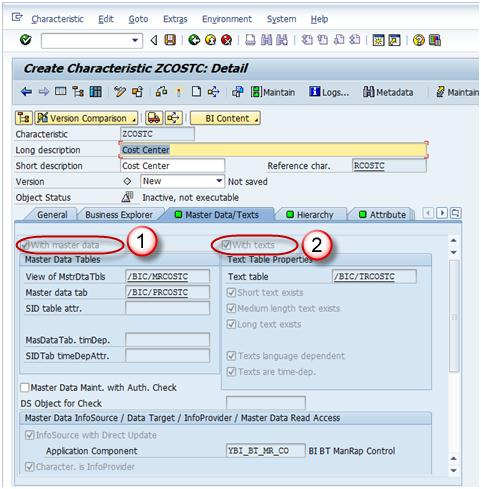 Characteristic Edit Goto Extras Environment System Help
Create Characteristic ZCOSTC: Detail
Maintain Logs... Metadata Maintain
Version Comparison BI Content
Characteristic ZCOSTC
Long description Cost Center
Short description Cost Center Reference char. RCOSTC
Version New Not saved
Object Status Inactive, not executable
General Business Explorer Master Data/Texts Hierarchy Attribute
With master data 1 With texts 2
Master Data Tables Text Table Properties
View of MstrDtaTbls /BIC/MRCOSTC Text table /BIC/TRCOSTC
Master data tab /BIC/PRCOSTC Short text exists
SID table attr. Medium length text exists
Long text exists
MasDataTab. timDep.
SIDTab timeDepAttr. Texts language dependent
Texts are time-dep.
Master Data Maint. with Auth. Check
DS Object for Check
Master Data InfoSource / Data Target / InfoProvider / Master Data Read Access
InfoSource with Direct Update
Application Component YBI_BT_MR_CO BI BT ManRap Control
Character. is InfoProvider